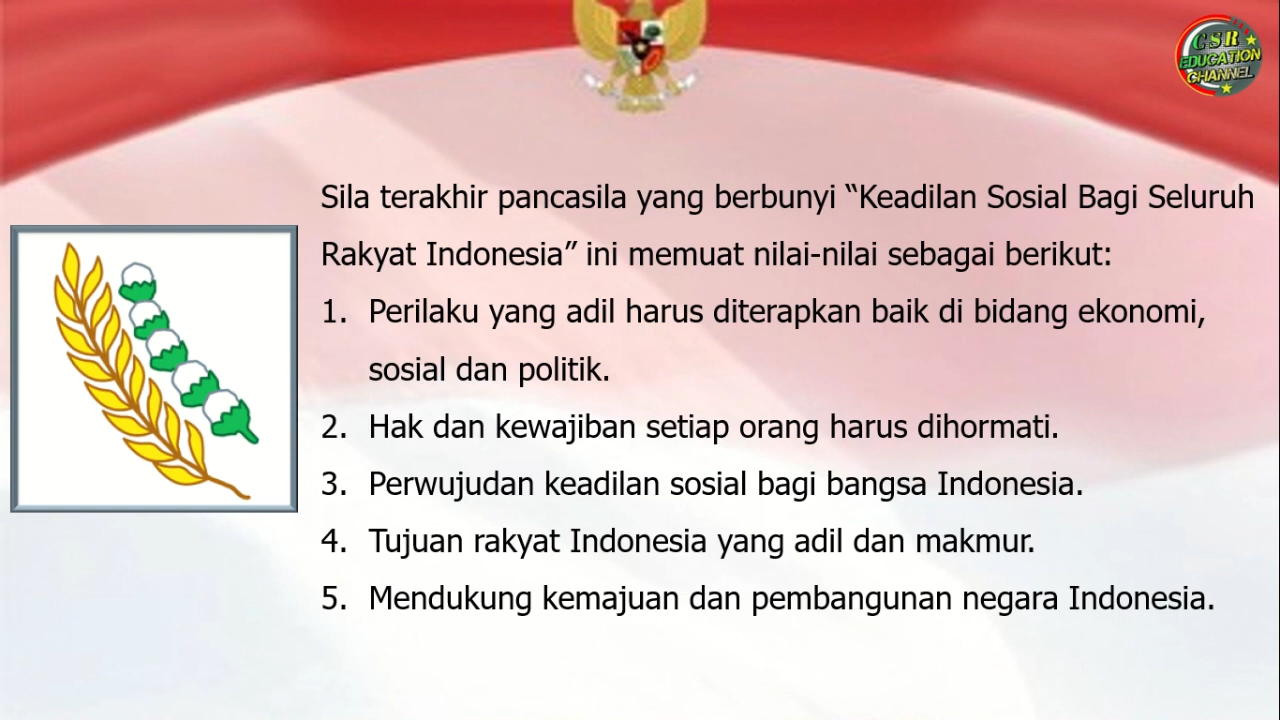 GSR
EDUCATION
CHANNEL
Sila terakhir pancasila yang berbunyi “Keadilan Sosial Bagi Seluruh
Rakyat Indonesia” ini memuat nilai-nilai sebagai berikut:
1. Perilaku yang adil harus diterapkan baik di bidang ekonomi,
sosial dan politik.
2. Hak dan kewajiban setiap orang harus dihormati.
3. Perwujudan keadilan sosial bagi bangsa Indonesia.
4. Tujuan rakyat Indonesia yang adil dan makmur.
5. Mendukung kemajuan dan pembangunan negara Indonesia.